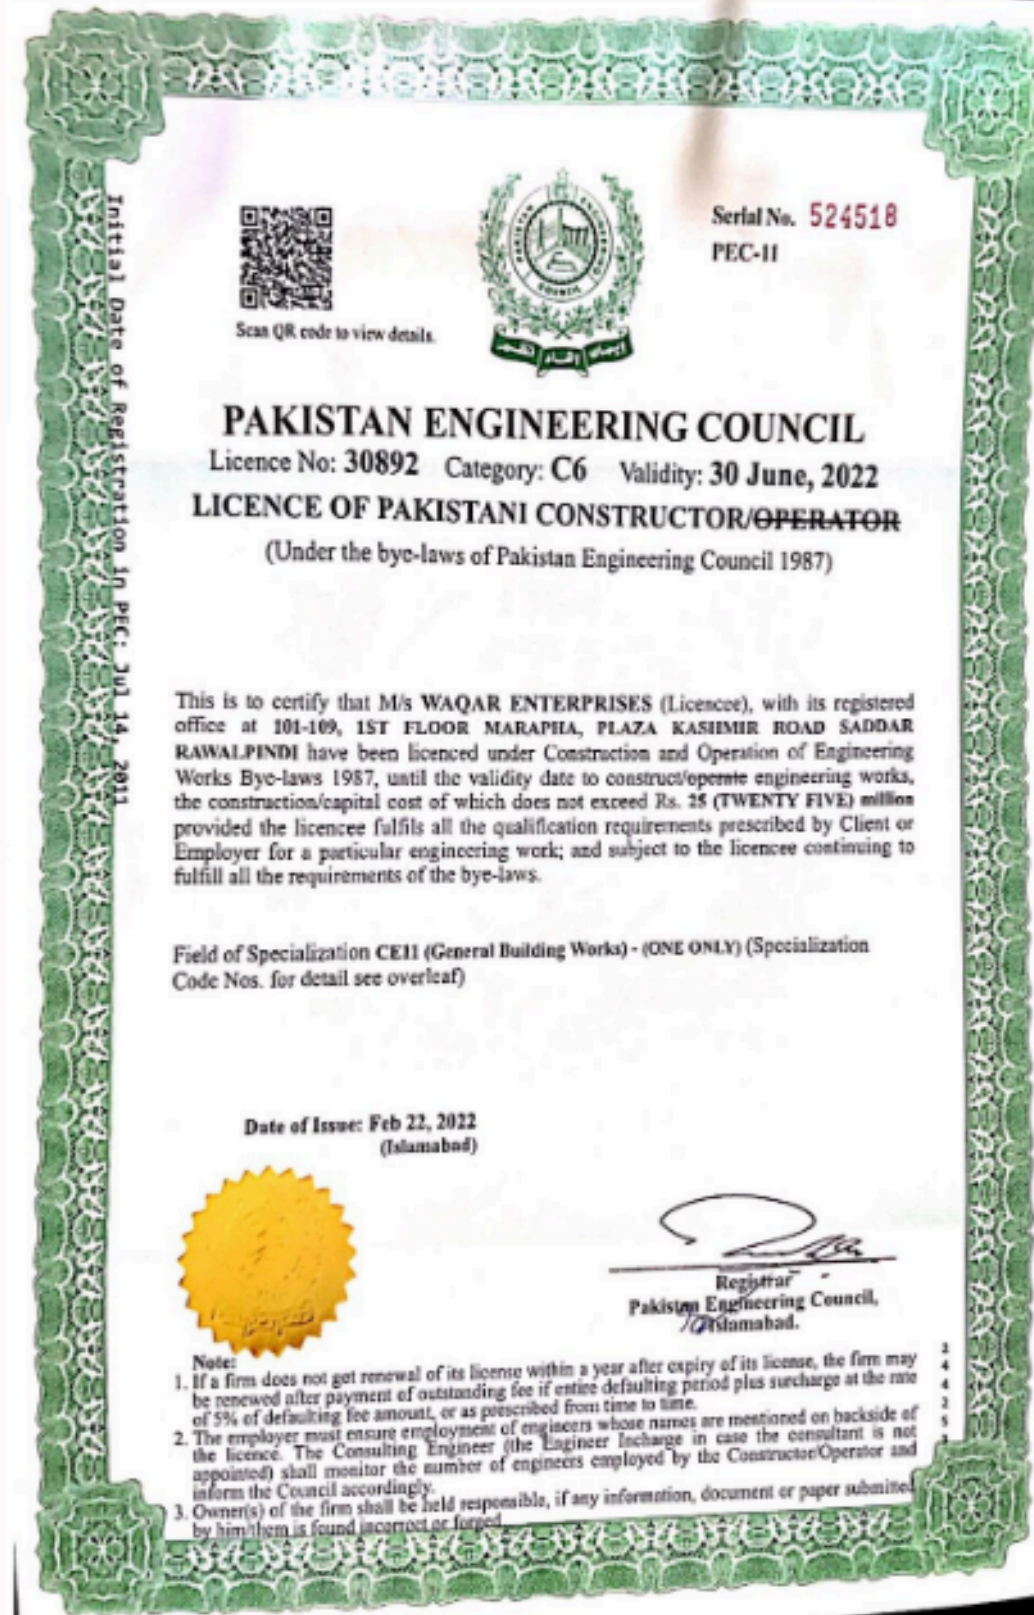 Serial No. 524518
PEC-11
Scan QR code to view details.
PAKISTAN ENGINEERING COUNCIL
PAKISTAN ENGINEERING COUNCIL
Licence No: 30892 Category: C6 Validity: 30 June, 2022
LICENCE OF PAKISTANI CONSTRUCTOR/OPERATOR
(Under the bye-laws of Pakistan Engineering Council 1987)
Initial Date of Registration in PEC: Jul 14, 2011
This is to certify that M/s WAQAR ENTERPRISES (Licencee), with its registered
office at 101-109, 1ST FLOOR MARAPHA, PLAZA KASHMIR ROAD SADDAR
RAWALPINDI have been licenced under Construction and Operation of Engineering
Works Bye-laws 1987, until the validity date to construct/operate engineering works,
the construction/capital cost of which does not exceed Rs. 25 (TWENTY FIVE) million
provided the licencee fulfils all the qualification requirements prescribed by Client or
Employer for a particular engineering work; and subject to the licencee continuing to
fulfill all the requirements of the bye-laws.
Field of Specialization CE11 (General Building Works) - (ONE ONLY) (Specialization
Code Nos. for detail see overleaf)
Date of Issue: Feb 22, 2022
(Islamabad)
Registrar
Pakistan Engineering Council,
Islamabad.
Note:
1. If a firm does not get renewal of its license within a year after expiry of its license, the firm may
be renewed after payment of outstanding fee if entire defaulting period plus surcharge at the rate
of 5% of defaulting fee amount, or as prescribed from time to time.
2. The employer must ensure employment of engineers whose names are mentioned on backside of
the licence. The Consulting Engineer (the Engineer Incharge in case the consultant is not
appointed) shall monitor the number of engineers employed by the Constructor/Operator and
inform the Council accordingly.
3. Owner(s) of the firm shall be held responsible, if any information, document or paper submitted
by him/them is found incorrect or forged